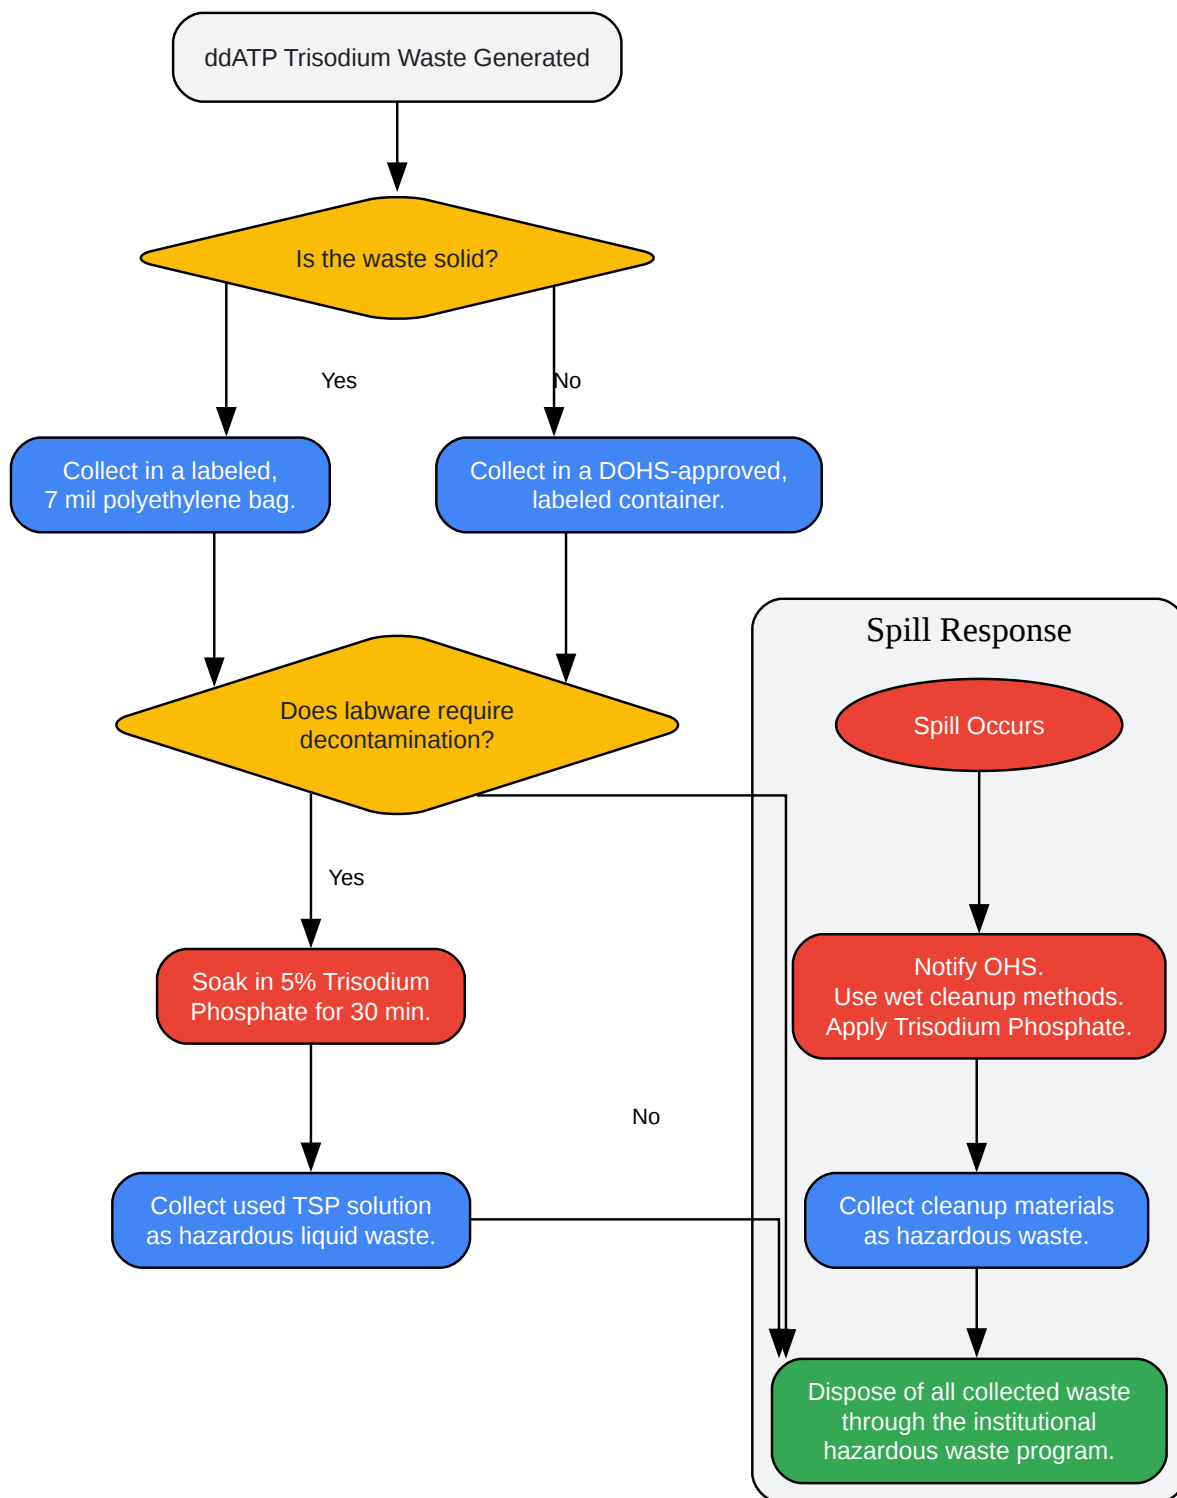 ddATP Trisodium Waste Generated
Is the waste solid?
Yes
No
Collect in a labeled,
7 mil polyethylene bag.
Collect in a DOHS-approved,
labeled container.
Does labware require
decontamination?
Yes
Soak in 5% Trisodium
Phosphate for 30 min.
No
Collect used TSP solution
as hazardous liquid waste.
Spill Response
Spill Occurs
Notify OHS.
Use wet cleanup methods.
Apply Trisodium Phosphate.
Collect cleanup materials
as hazardous waste.
Dispose of all collected waste
through the institutional
hazardous waste program.